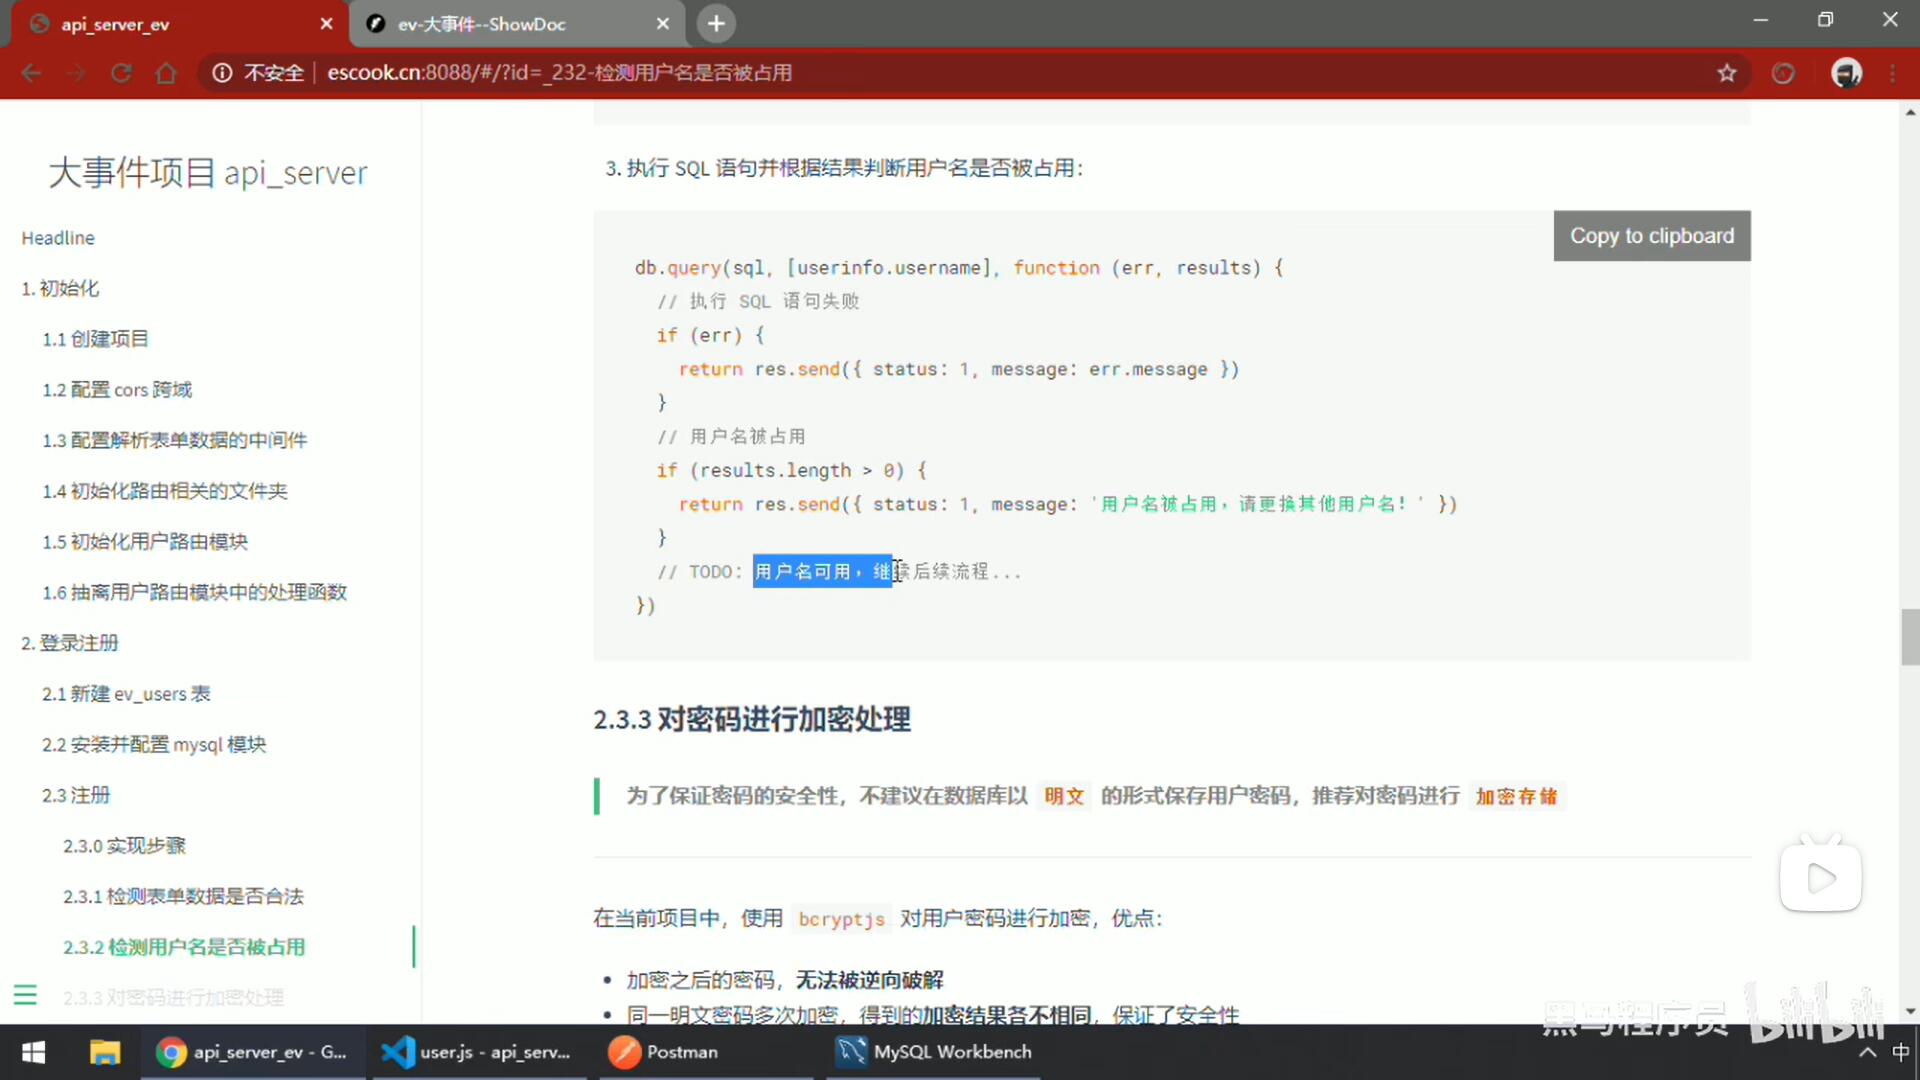 api_server_ev
ev-大事件--ShowDoc
不安全
escook.cn:8088/#/?id=_232-检测用户名是否被占用
大事件项目 api_server
Headline
1. 初始化
1.1 创建项目
1.2 配置 cors 跨域
1.3 配置解析表单数据的中间件
1.4 初始化路由相关的文件夹
1.5 初始化用户路由模块
1.6 抽离用户路由模块中的处理函数
2. 登录注册
2.1 新建 ev_users 表
2.2 安装并配置 mysql 模块
2.3 注册
2.3.0 实现步骤
2.3.1 检测表单数据是否合法
2.3.2 检测用户名是否被占用
2.3.3 对密码进行加密处理
3. 执行 SQL 语句并根据结果判断用户名是否被占用：
Copy to clipboard
db.query(sql, [userinfo.username], function (err, results) {
// 执行 SQL 语句失败
if (err) {
return res.send({ status: 1, message: err.message })
}
// 用户名被占用
if (results.length > 0) {
return res.send({ status: 1, message: '用户名被占用，请更换其他用户名！' })
}
// TODO: 用户名可用，继续后续流程...
})
2.3.3 对密码进行加密处理
为了保证密码的安全性，不建议在数据库以 明文 的形式保存用户密码，推荐对密码进行 加密存储
在当前项目中，使用 bcryptjs 对用户密码进行加密，优点：
• 加密之后的密码，无法被逆向破解
• 同一明文密码多次加密，得到的加密结果各不相同，保证了安全性
黑马程序员 bilibili
api_server_ev - G...
user.js - api_serv...
Postman
MySQL Workbench
中